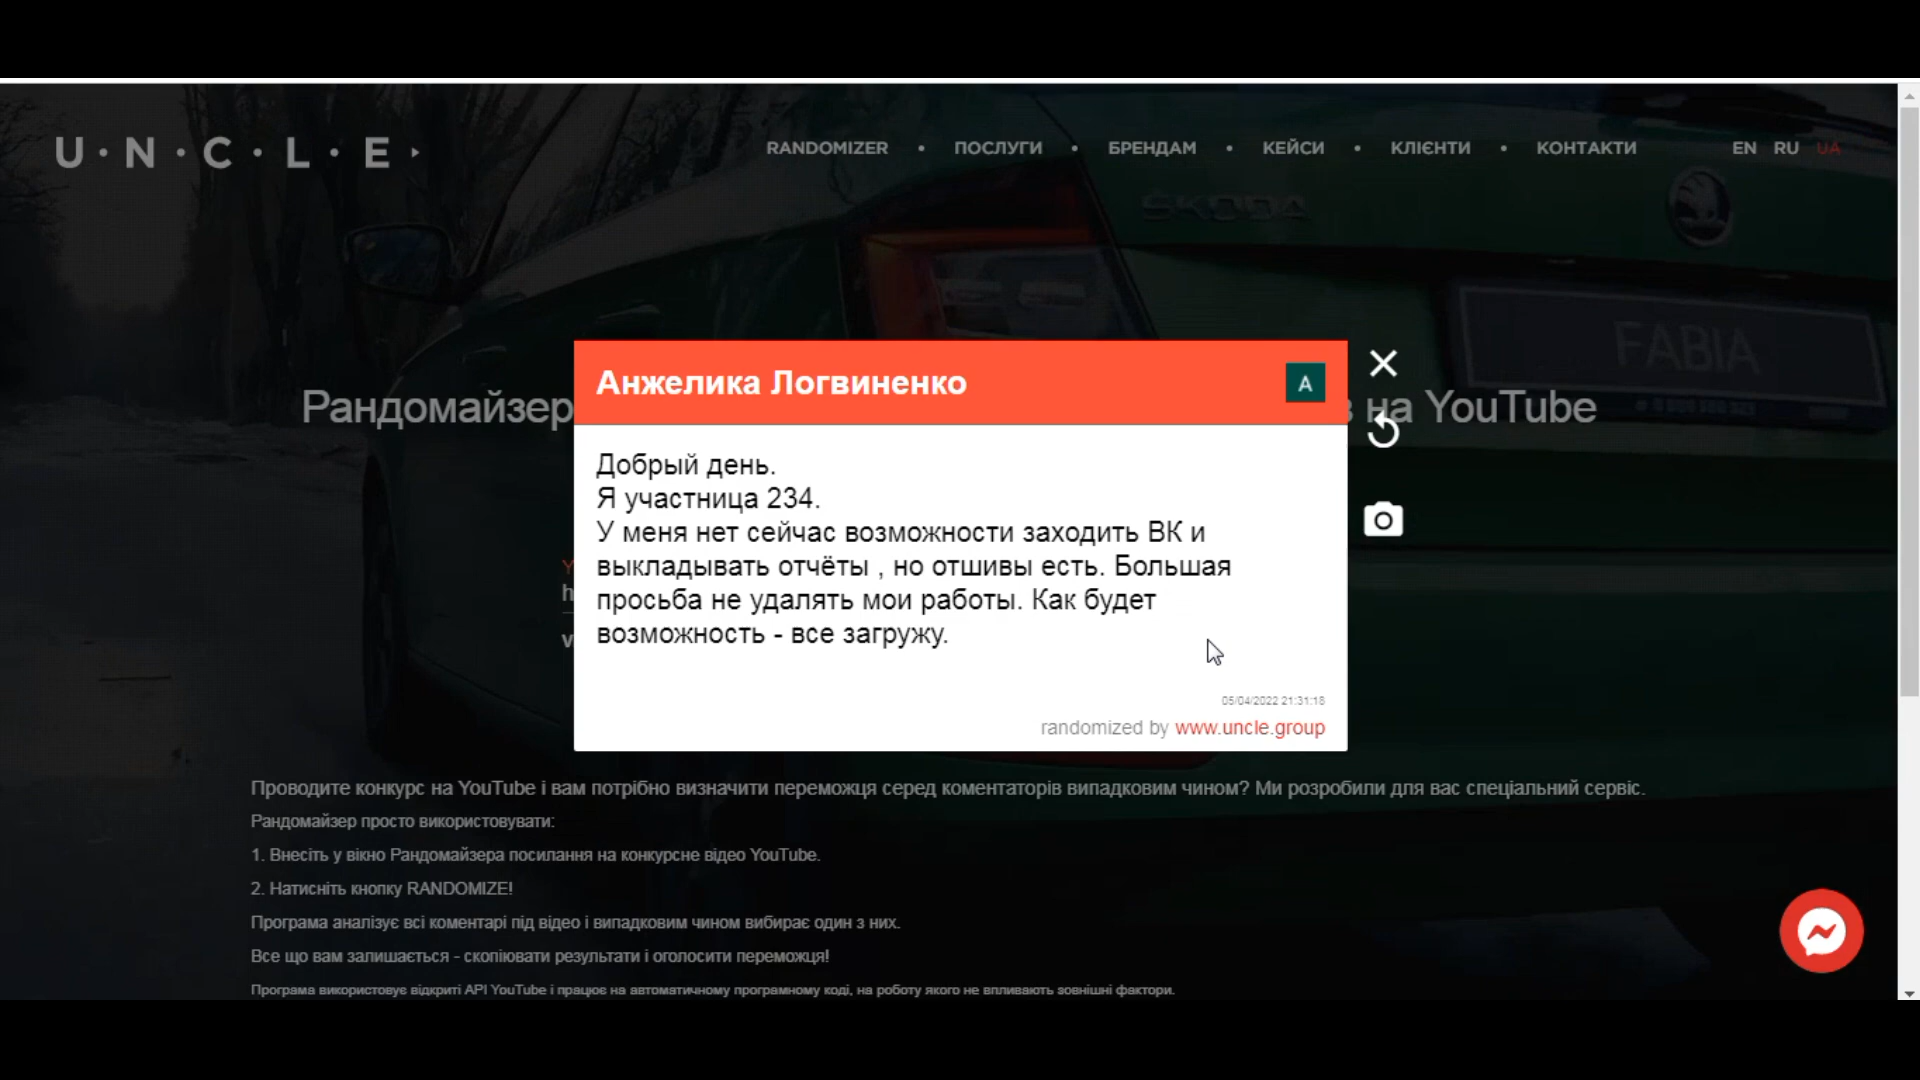 U·N·C·L·E
RANDOMIZER • ПОСЛУГИ • БРЕНДАМ • КЕЙСИ • КЛІЄНТИ • КОНТАКТИ
EN RU UA
ŠKODA
FABIA
Рандомайзер
в на YouTube
Анжелика Логвиненко
A
Добрый день.
Я участница 234.
У меня нет сейчас возможности заходить ВК и
выкладывать отчёты , но отшивы есть. Большая
просьба не удалять мои работы. Как будет
возможность - все загружу.
05/04/2022 21:31:18
randomized by www.uncle.group
Проводите конкурс на YouTube і вам потрібно визначити переможця серед коментаторів випадковим чином? Ми розробили для вас спеціальний сервіс.
Рандомайзер просто використовувати:
1. Внесіть у вікно Рандомайзера посилання на конкурсне відео YouTube.
2. Натисніть кнопку RANDOMIZE!
Програма аналізує всі коментарі під відео і випадковим чином вибирає один з них.
Все що вам залишається - скопіювати результати і оголосити переможця!
Програма використовує відкриті API YouTube і працює на автоматичному програмному коді, на роботу якого не впливають зовнішні фактори.